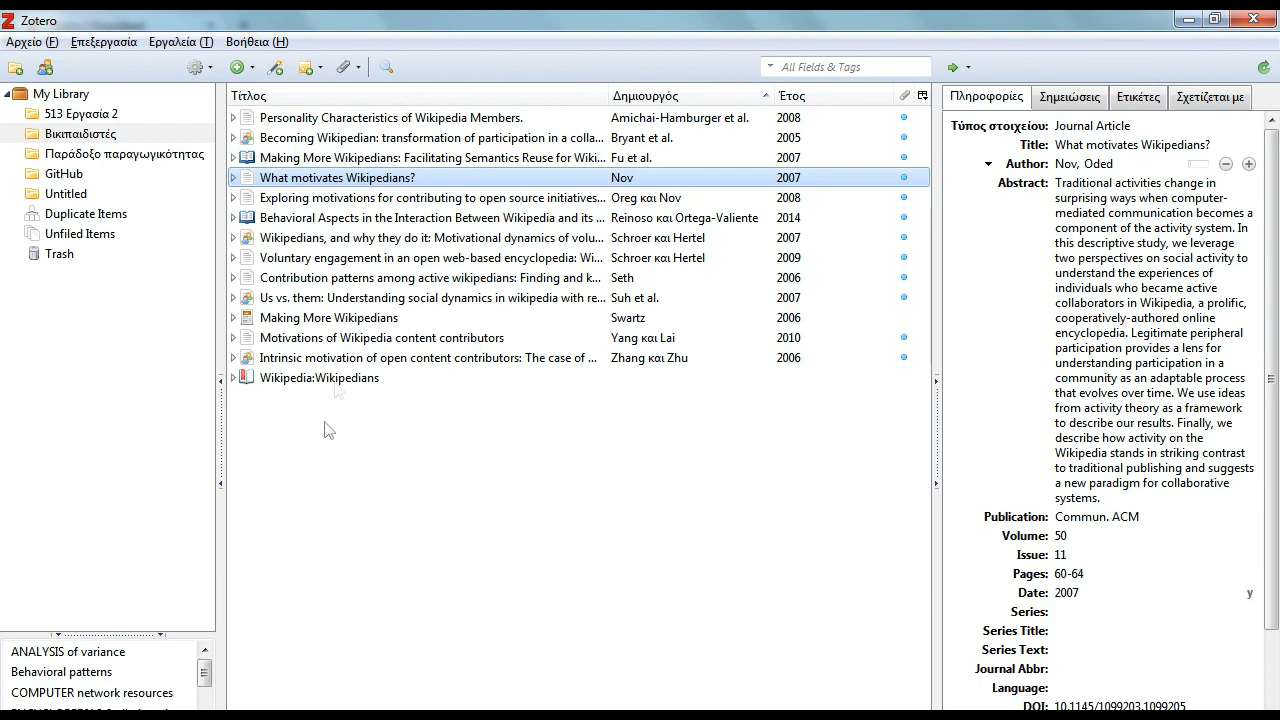 Zotero
Αρχείο (F) Επεξεργασία Εργαλεία (T) Βοήθεια (H)
All Fields & Tags
My Library
513 Εργασία 2
Βικιπαιδιστές
Παράδοξο παραγωγικότητας
GitHub
Untitled
Duplicate Items
Unfiled Items
Trash
ANALYSIS of variance
Behavioral patterns
COMPUTER network resources
Τίτλος Δημιουργός Έτος
Personality Characteristics of Wikipedia Members. Amichai-Hamburger et al. 2008
Becoming Wikipedian: transformation of participation in a colla... Bryant et al. 2005
Making More Wikipedians: Facilitating Semantics Reuse for Wiki... Fu et al. 2007
What motivates Wikipedians? Nov 2007
Exploring motivations for contributing to open source initiatives... Oreg και Nov 2008
Behavioral Aspects in the Interaction Between Wikipedia and its ... Reinoso και Ortega-Valiente 2014
Wikipedians, and why they do it: Motivational dynamics of volu... Schroer και Hertel 2007
Voluntary engagement in an open web-based encyclopedia: Wi... Schroer και Hertel 2009
Contribution patterns among active wikipedians: Finding and k... Seth 2006
Us vs. them: Understanding social dynamics in wikipedia with re... Suh et al. 2007
Making More Wikipedians Swartz 2006
Motivations of Wikipedia content contributors Yang και Lai 2010
Intrinsic motivation of open content contributors: The case of ... Zhang και Zhu 2006
Wikipedia:Wikipedians
Πληροφορίες Σημειώσεις Ετικέτες Σχετίζεται με
Τύπος στοιχείου: Journal Article
Title: What motivates Wikipedians?
Author: Nov, Oded
Abstract: Traditional activities change in
surprising ways when computer-
mediated communication becomes a
component of the activity system. In
this descriptive study, we leverage
two perspectives on social activity to
understand the experiences of
individuals who became active
collaborators in Wikipedia, a prolific,
cooperatively-authored online
encyclopedia. Legitimate peripheral
participation provides a lens for
understanding participation in a
community as an adaptable process
that evolves over time. We use ideas
from activity theory as a framework
to describe our results. Finally, we
describe how activity on the
Wikipedia stands in striking contrast
to traditional publishing and suggests
a new paradigm for collaborative
systems.
Publication: Commun. ACM
Volume: 50
Issue: 11
Pages: 60-64
Date: 2007 y
Series:
Series Title:
Series Text:
Journal Abbr:
Language:
DOI: 10.1145/1099203.1099205